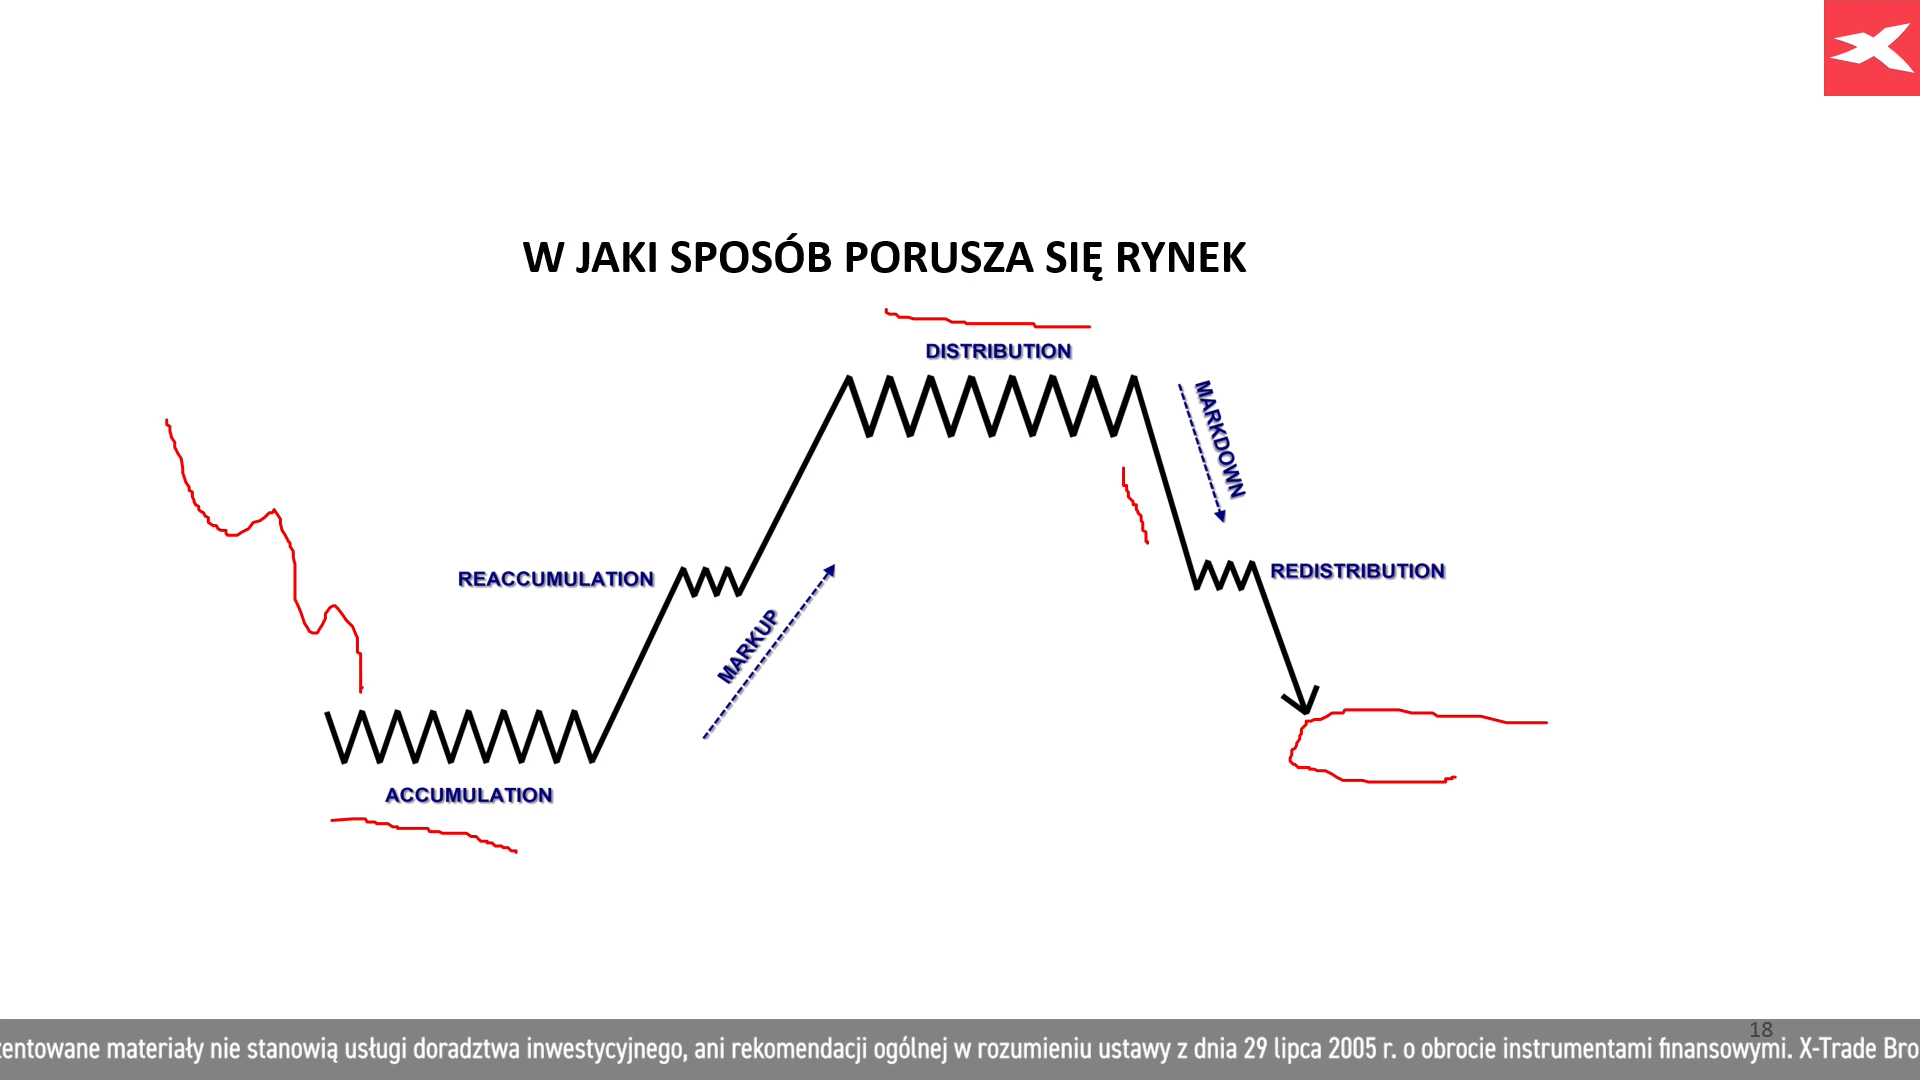 W JAKI SPOSÓB PORUSZA SIĘ RYNEK
DISTRIBUTION
MARKDOWN
REACCUMULATION
REDISTRIBUTION
MARKUP
ACCUMULATION
18
zentowane materiały nie stanowią usługi doradztwa inwestycyjnego, ani rekomendacji ogólnej w rozumieniu ustawy z dnia 29 lipca 2005 r. o obrocie instrumentami finansowymi. X-Trade Bro